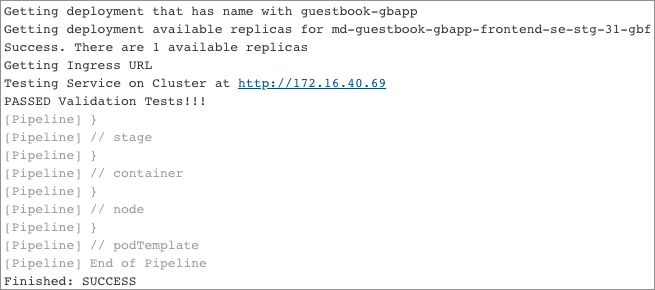 Getting deployment that has name with guestbook-gbapp
Getting deployment available replicas for md-guestbook-gbapp-frontend-se-stg-31-gbf
Success. There are 1 available replicas
Getting Ingress URL
Testing Service on Cluster at http://172.16.40.69
PASSED Validation Tests!!!
[Pipeline] }
[Pipeline] // stage
[Pipeline] }
[Pipeline] // container
[Pipeline] }
[Pipeline] // node
[Pipeline] }
[Pipeline] // podTemplate
[Pipeline] End of Pipeline
Finished: SUCCESS